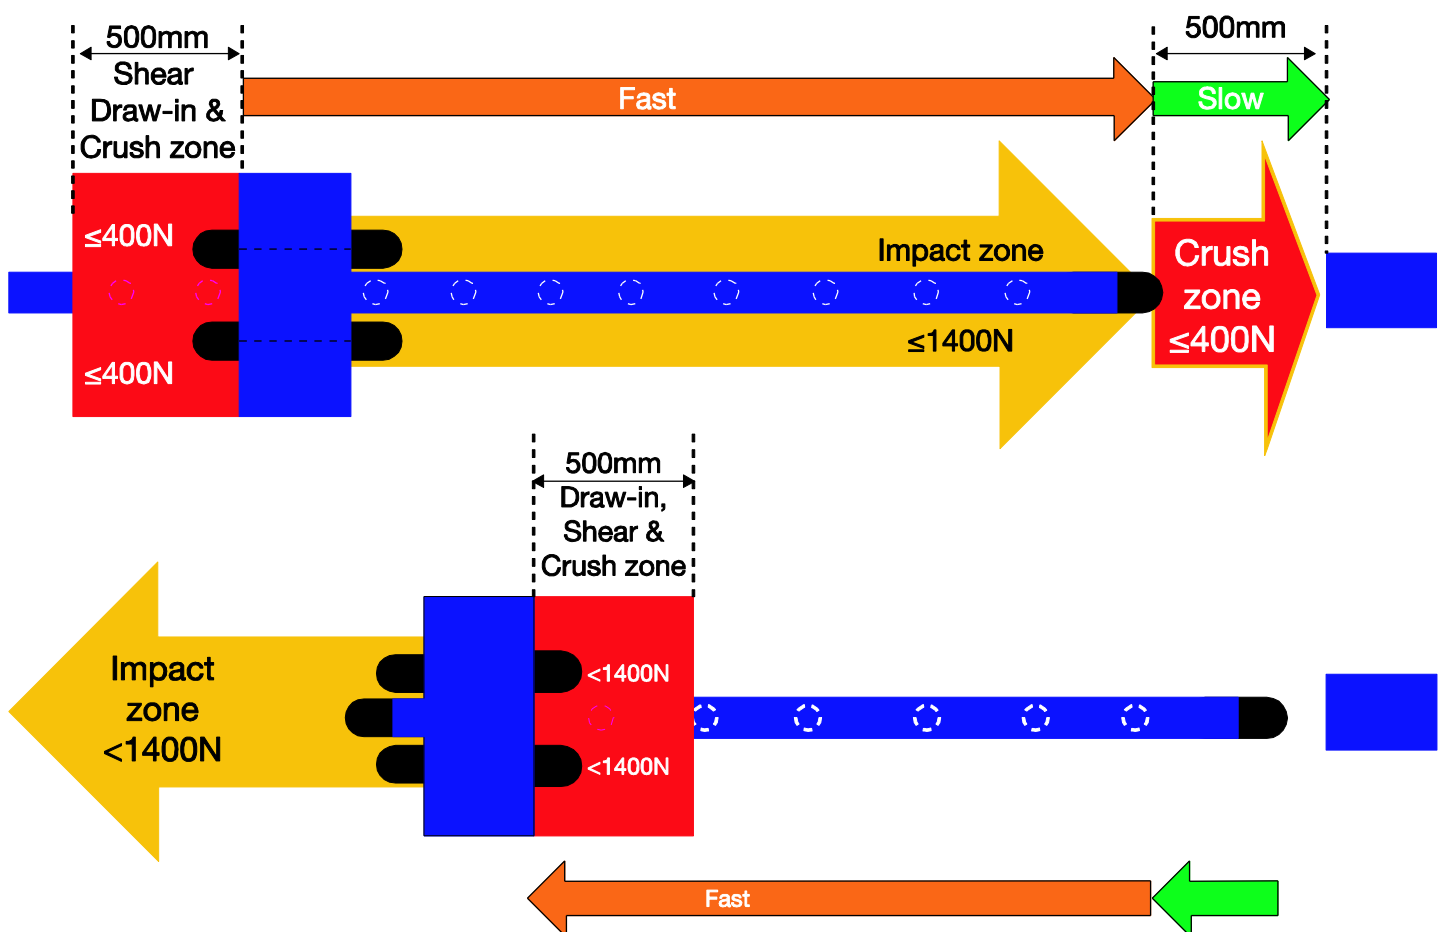 500mm
Shear
Draw-in &
Crush zone
Fast
500mm
Slow
≤400N
≤400N
Impact zone
≤1400N
Crush
zone
≤400N
500mm
Draw-in,
Shear &
Crush zone
Impact
zone
<1400N
<1400N
<1400N
Fast